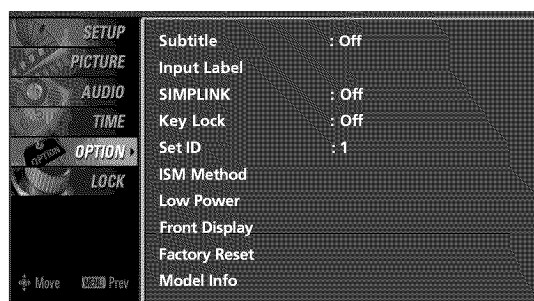 SETUP
PICTURE
AUDIO
TIME
OPTION
LOCK
Move MENU Prev
Subtitle : Off
Input Label
SIMPLINK : Off
Key Lock : Off
Set ID : 1
ISM Method
Low Power
Front Display
Factory Reset
Model Info